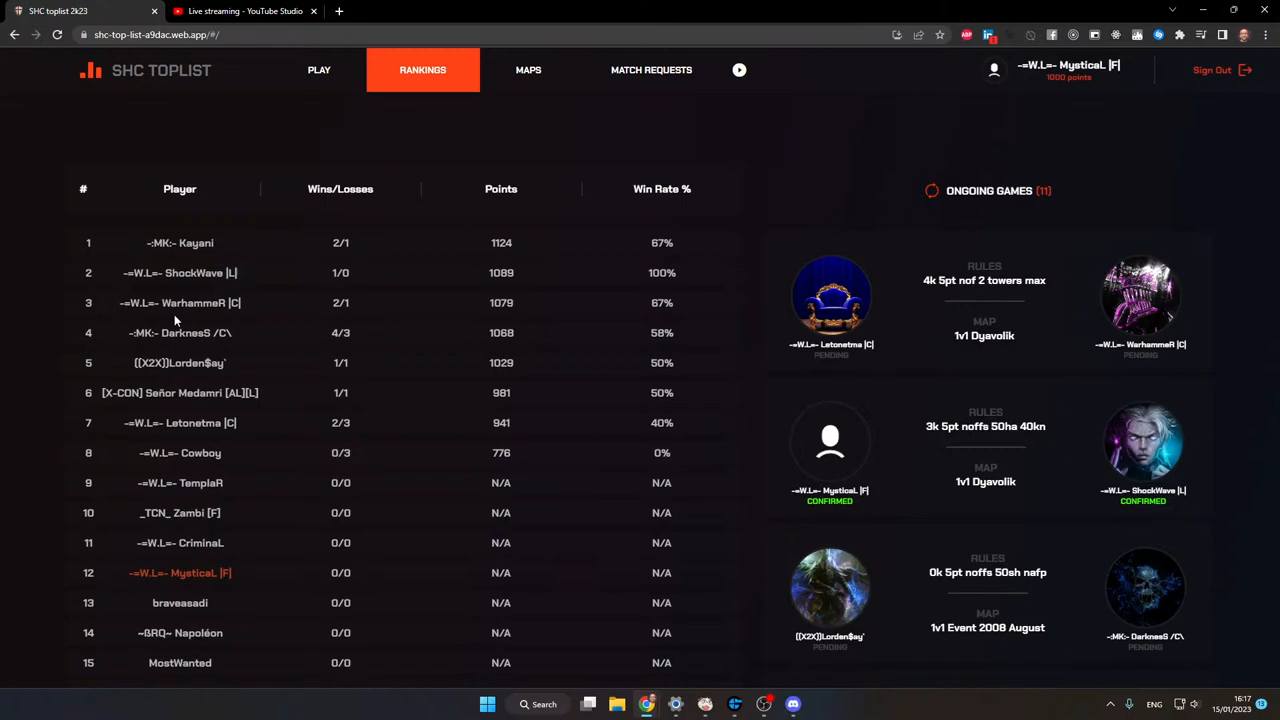 SHC toplist 2k23
Live streaming - YouTube Studio
shc-top-list-a9dac.web.app/#/
SHC TOPLIST
PLAY
RANKINGS
MAPS
MATCH REQUESTS
-=W.L=- MysticaL |F|
1000 points
Sign Out
# Player Wins/Losses Points Win Rate %
1 -:MK:- Kayani 2/1 1124 67%
2 -=W.L=- ShockWave |L| 1/0 1089 100%
3 -=W.L=- WarhammeR |C| 2/1 1079 67%
4 -:MK:- DarknesS /C\ 4/3 1068 58%
5 ((X2X))Lorden$ay` 1/1 1029 50%
6 [X-CON] Señor Medamri [AL][L] 1/1 981 50%
7 -=W.L=- Letonetma |C| 2/3 941 40%
8 -=W.L=- Cowboy 0/3 776 0%
9 -=W.L=- TemplaR 0/0 N/A N/A
10 _TCN_ Zambi [F] 0/0 N/A N/A
11 -=W.L=- CriminaL 0/0 N/A N/A
12 -=W.L=- MysticaL |F| 0/0 N/A N/A
13 braveasadi 0/0 N/A N/A
14 ~ßRQ~ Napoléon 0/0 N/A N/A
15 MostWanted 0/0 N/A N/A
ONGOING GAMES (11)
RULES
4k 5pt nof 2 towers max
MAP
1v1 Dyavolik
-=W.L=- Letonetma |C|
PENDING
-=W.L=- WarhammeR |C|
PENDING
RULES
3k 5pt noffs 50ha 40kn
MAP
1v1 Dyavolik
-=W.L=- MysticaL |F|
CONFIRMED
-=W.L=- ShockWave |L|
CONFIRMED
RULES
0k 5pt noffs 50sh nafp
MAP
1v1 Event 2008 August
((X2X))Lorden$ay`
PENDING
-:MK:- DarknesS /C\
PENDING
Search
ENG
16:17
15/01/2023
13